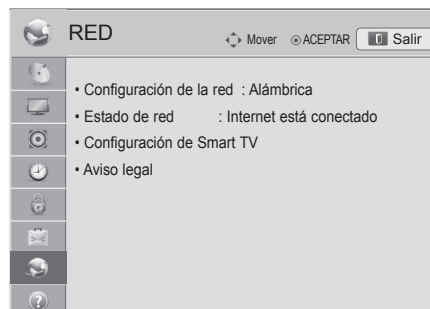 RED
Mover ACEPTAR Salir
• Configuración de la red : Alámbrica
• Estado de red : Internet está conectado
• Configuración de Smart TV
• Aviso legal
?